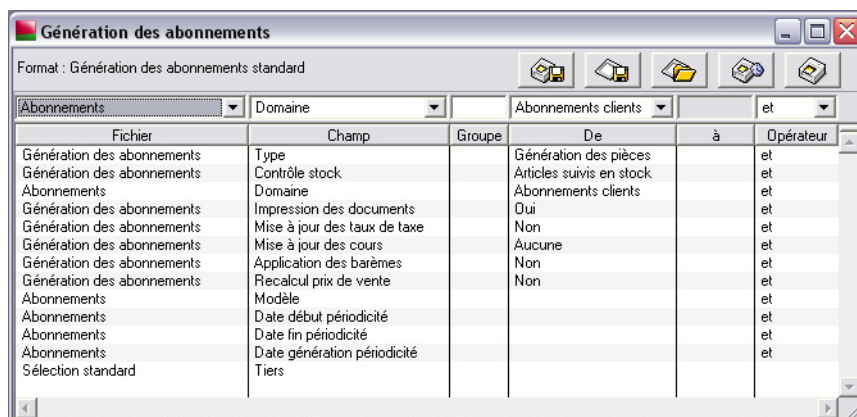 Génération des abonnements
Format : Génération des abonnements standard
Abonnements Domaine Abonnements clients et
Fichier Champ Groupe De à Opérateur
Génération des abonnements Type Génération des pièces et
Génération des abonnements Contrôle stock Articles suivis en stock et
Abonnements Domaine Abonnements clients et
Génération des abonnements Impression des documents Oui et
Génération des abonnements Mise à jour des taux de taxe Non et
Génération des abonnements Mise à jour des cours Aucune et
Génération des abonnements Application des barèmes Non et
Génération des abonnements Recalcul prix de vente Non et
Abonnements Modèle et
Abonnements Date début périodicité et
Abonnements Date fin périodicité et
Abonnements Date génération périodicité et
Sélection standard Tiers